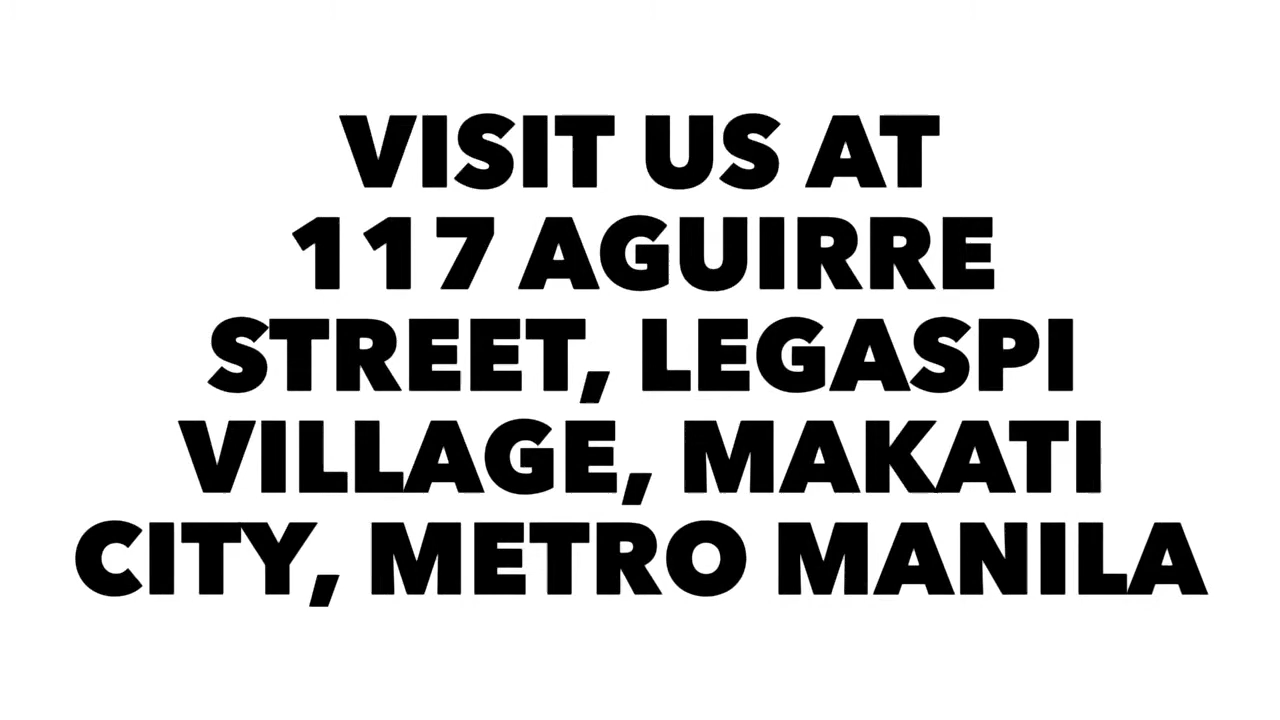 VISIT US AT
117 AGUIRRE
STREET, LEGASPI
VILLAGE, MAKATI
CITY, METRO MANILA